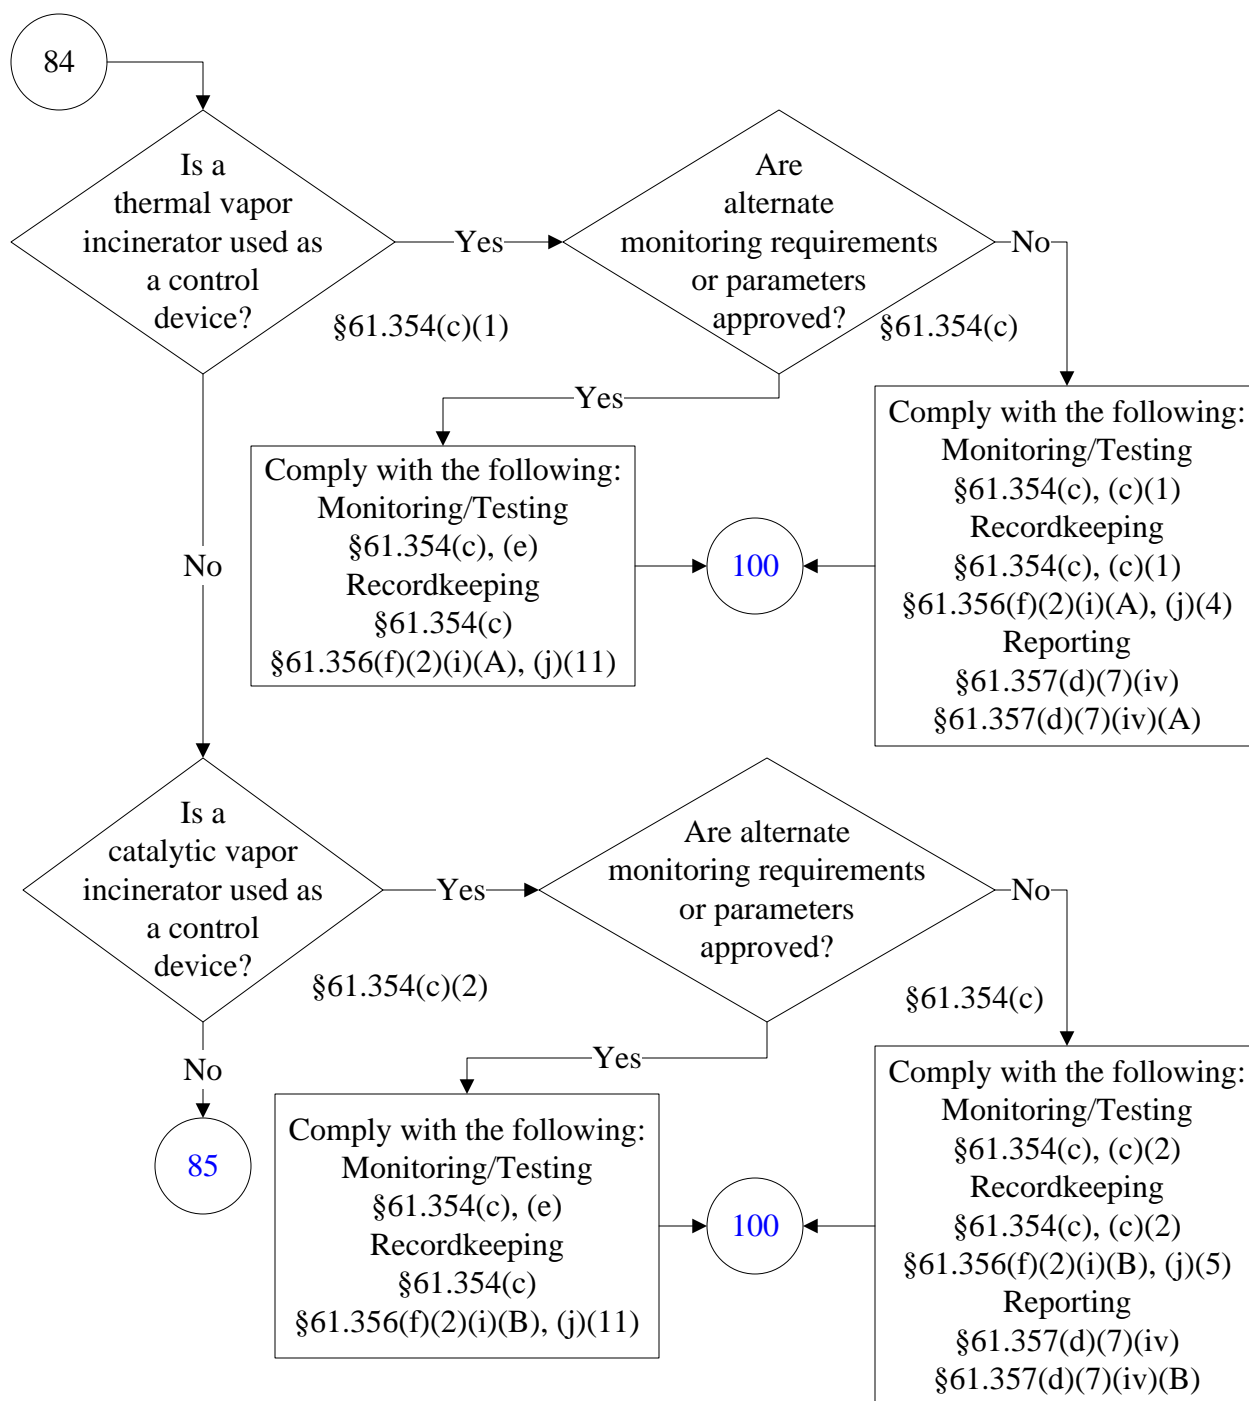 84
Is a
thermal vapor
incinerator used as
a control
device?
Yes
§61.354(c)(1)
Are
alternate
monitoring requirements
or parameters
approved?
No
§61.354(c)
Yes
Comply with the following:
Monitoring/Testing
§61.354(c), (e)
Recordkeeping
§61.354(c)
§61.356(f)(2)(i)(A), (j)(11)
100
Comply with the following:
Monitoring/Testing
§61.354(c), (c)(1)
Recordkeeping
§61.354(c), (c)(1)
§61.356(f)(2)(i)(A), (j)(4)
Reporting
§61.357(d)(7)(iv)
§61.357(d)(7)(iv)(A)
No
Is a
catalytic vapor
incinerator used as
a control
device?
Yes
§61.354(c)(2)
Are alternate
monitoring requirements
or parameters
approved?
No
§61.354(c)
Yes
No
85
Comply with the following:
Monitoring/Testing
§61.354(c), (e)
Recordkeeping
§61.354(c)
§61.356(f)(2)(i)(B), (j)(11)
100
Comply with the following:
Monitoring/Testing
§61.354(c), (c)(2)
Recordkeeping
§61.354(c), (c)(2)
§61.356(f)(2)(i)(B), (j)(5)
Reporting
§61.357(d)(7)(iv)
§61.357(d)(7)(iv)(B)